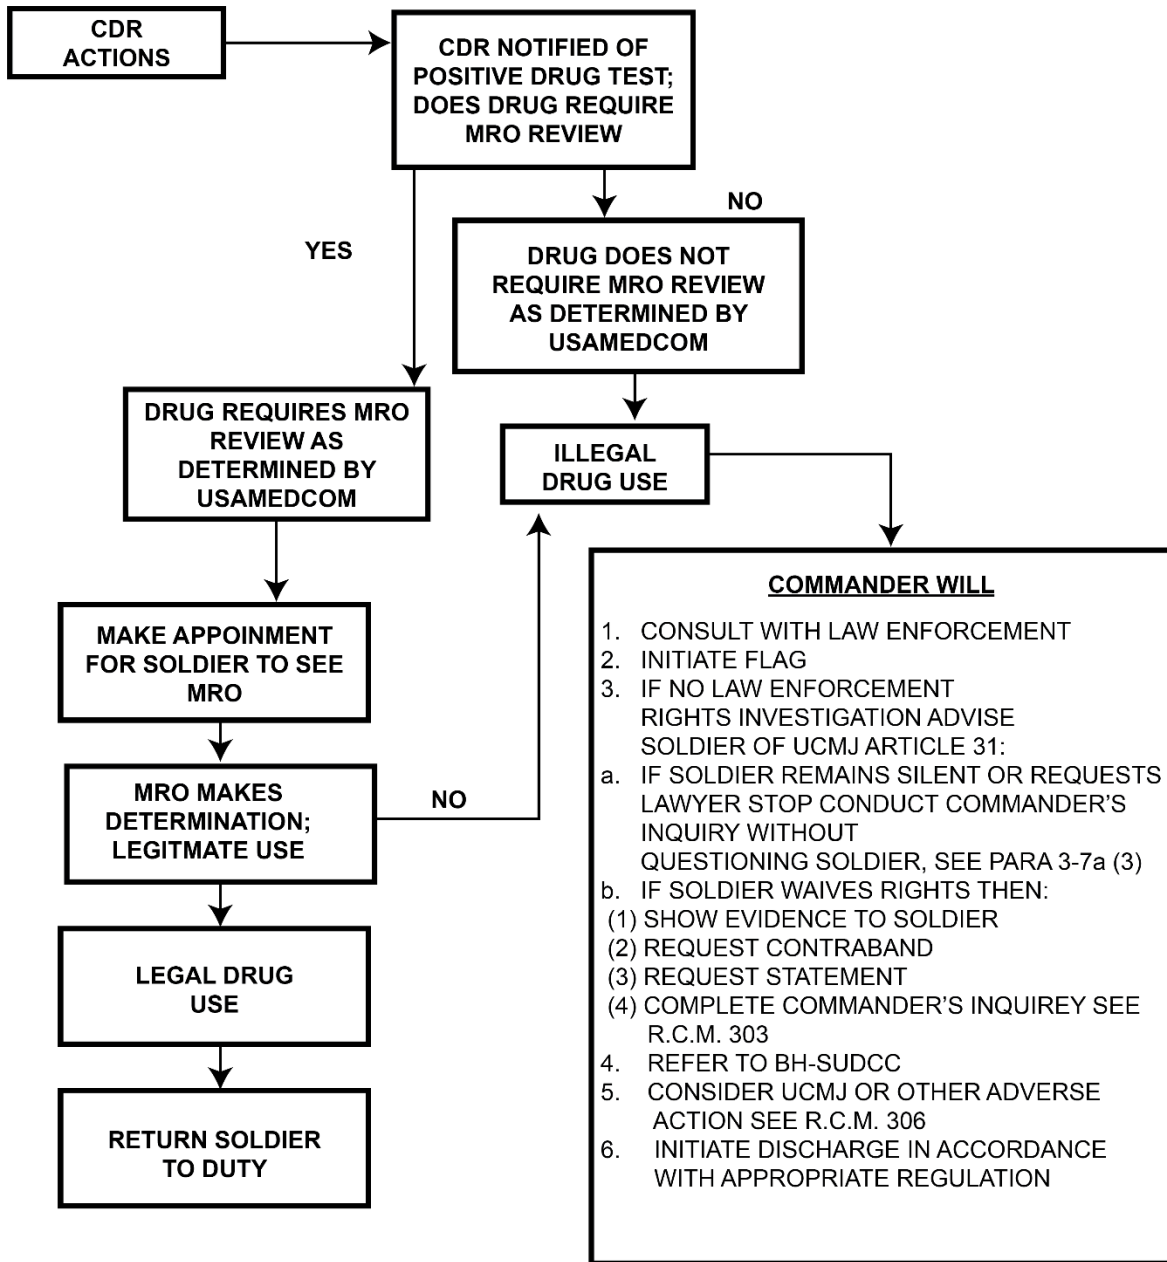 CDR
ACTIONS
CDR NOTIFIED OF
POSITIVE DRUG TEST;
DOES DRUG REQUIRE
MRO REVIEW
NO
YES
DRUG DOES NOT
REQUIRE MRO REVIEW
AS DETERMINED BY
USAMEDCOM
DRUG REQUIRES MRO
REVIEW AS
DETERMINED BY
USAMEDCOM
ILLEGAL
DRUG USE
MAKE APPOINMENT
FOR SOLDIER TO SEE
MRO
MRO MAKES
DETERMINATION;
LEGITMATE USE
NO
LEGAL DRUG
USE
RETURN SOLDIER
TO DUTY
COMMANDER WILL
1. CONSULT WITH LAW ENFORCEMENT
2. INITIATE FLAG
3. IF NO LAW ENFORCEMENT
RIGHTS INVESTIGATION ADVISE
SOLDIER OF UCMJ ARTICLE 31:
a. IF SOLDIER REMAINS SILENT OR REQUESTS
LAWYER STOP CONDUCT COMMANDER'S
INQUIRY WITHOUT
QUESTIONING SOLDIER, SEE PARA 3-7a (3)
b. IF SOLDIER WAIVES RIGHTS THEN:
(1) SHOW EVIDENCE TO SOLDIER
(2) REQUEST CONTRABAND
(3) REQUEST STATEMENT
(4) COMPLETE COMMANDER'S INQUIREY SEE
R.C.M. 303
4. REFER TO BH-SUDCC
5. CONSIDER UCMJ OR OTHER ADVERSE
ACTION SEE R.C.M. 306
6. INITIATE DISCHARGE IN ACCORDANCE
WITH APPROPRIATE REGULATION